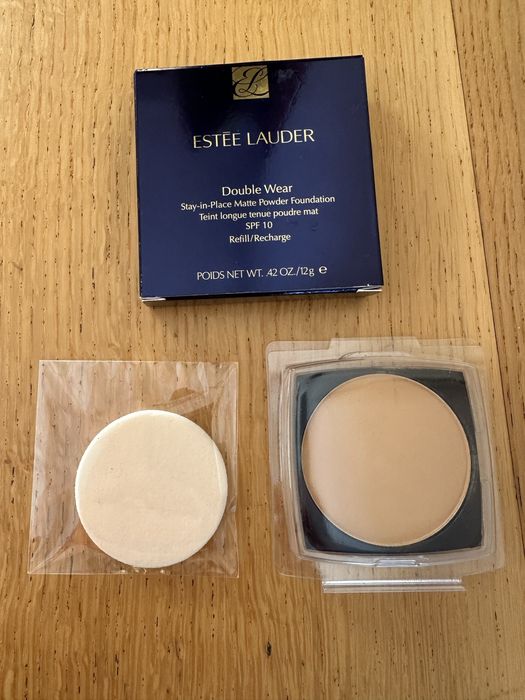 ESTĒE LAUDER
Double Wear
Stay-in-Place Matte Powder Foundation
Teint longue tenue poudre mat
SPF 10
Refill/Recharge
POIDS NET WT. .42 OZ./12g e